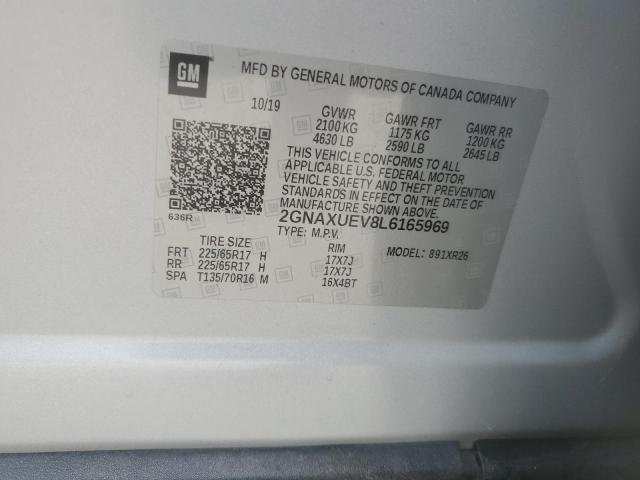 GM
MFD BY GENERAL MOTORS OF CANADA COMPANY
10/19 GVWR GAWR FRT GAWR RR
2100 KG 1175 KG 1200 KG
4630 LB 2590 LB 2645 LB
THIS VEHICLE CONFORMS TO ALL
APPLICABLE U.S. FEDERAL MOTOR
VEHICLE SAFETY AND THEFT PREVENTION
STANDARDS IN EFFECT ON THE DATE OF
MANUFACTURE SHOWN ABOVE.
636R
2GNAXUEV8L6165969
TYPE: M.P.V. MODEL: 891XR26
TIRE SIZE RIM
FRT 225/65R17 H 17X7J
RR 225/65R17 H 17X7J
SPA T135/70R16 M 16X4BT